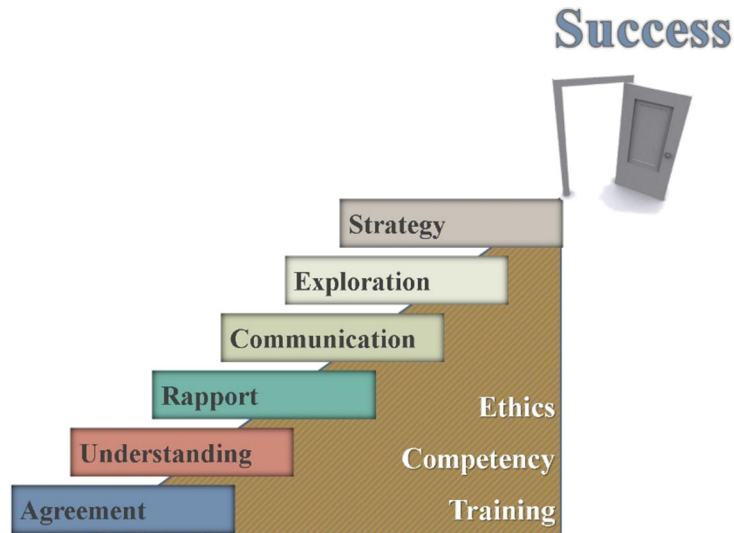 Success
Strategy
Exploration
Communication
Rapport
Ethics
Understanding
Competency
Agreement
Training